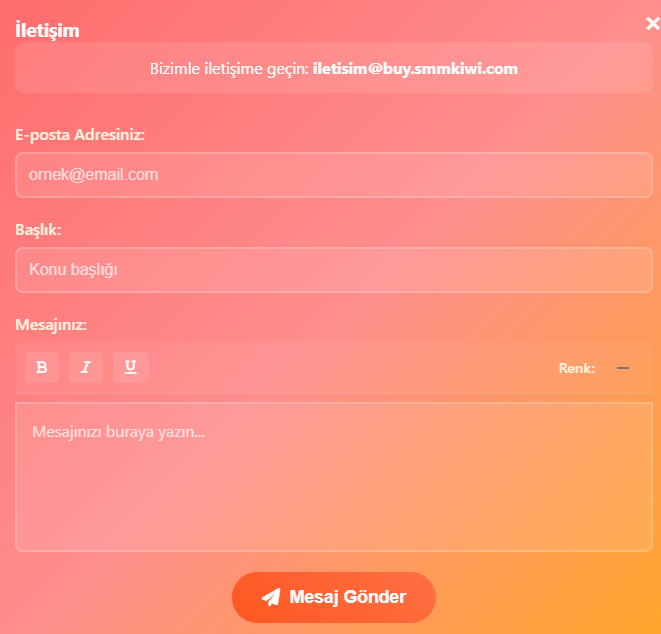 İletişim
Bizimle iletişime geçin: iletisim@buy.smmkiwi.com
E-posta Adresiniz:
ornek@email.com
Başlık:
Konu başlığı
Mesajınız:
B I U Renk:
Mesajınızı buraya yazın...
Mesaj Gönder